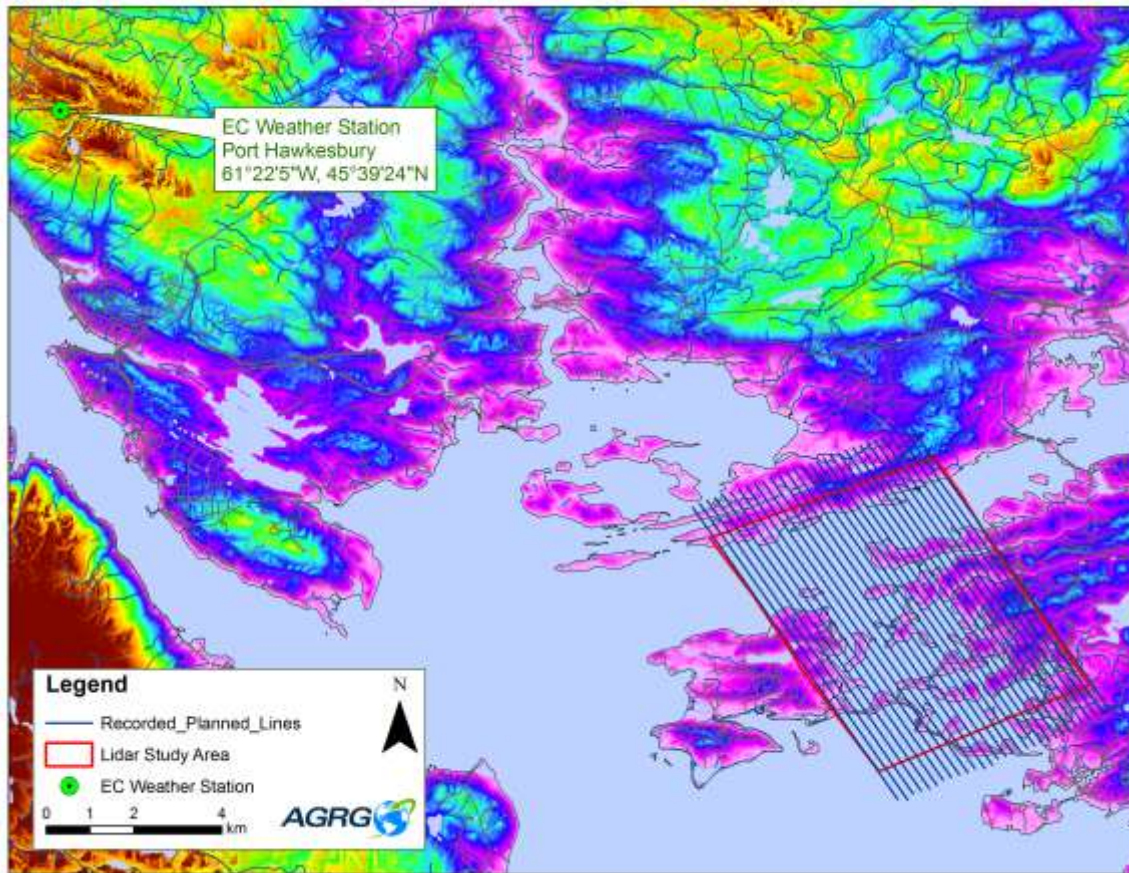 EC Weather Station
Port Hawkesbury
61°22'5"W, 45°39'24"N
Legend
N
Recorded_Planned_Lines
Lidar Study Area
EC Weather Station
0 1 2 4
km
AGRG